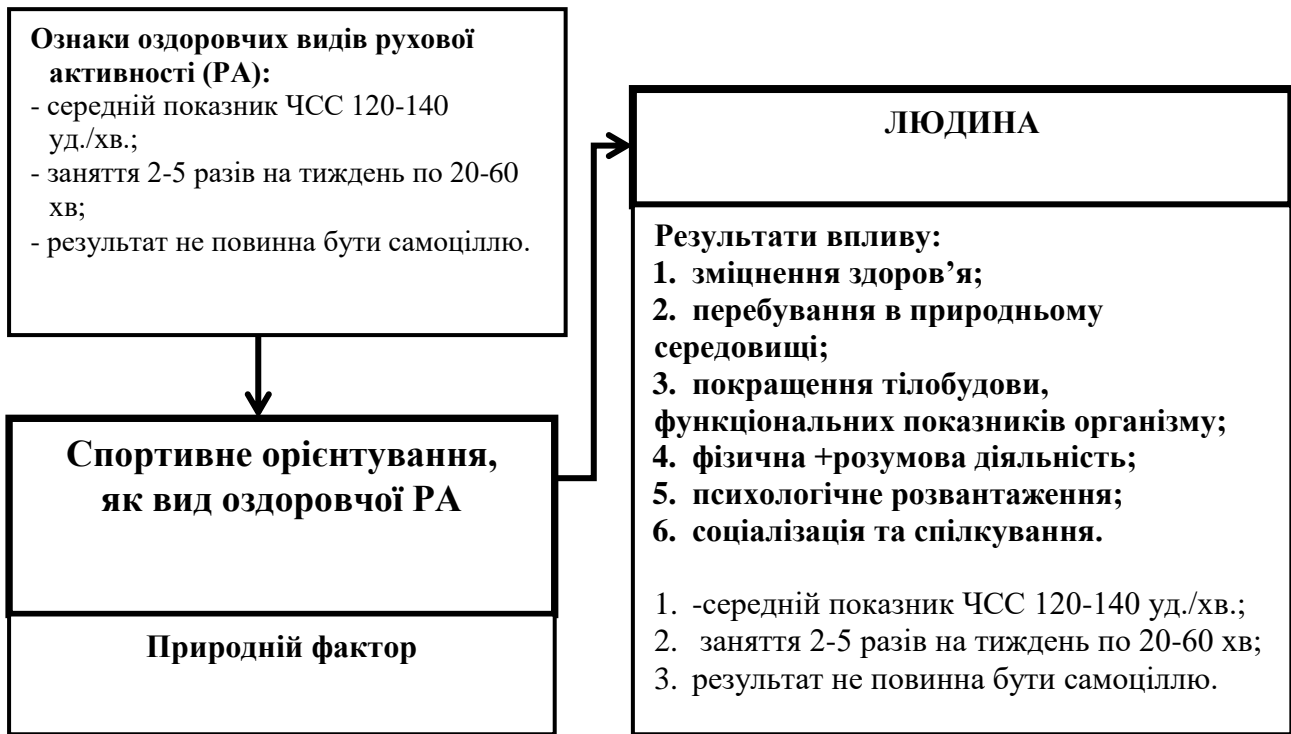 Ознаки оздоровчих видів рухової
активності (РА):
- середній показник ЧСС 120-140
уд./хв.;
- заняття 2-5 разів на тиждень по 20-60
хв;
- результат не повинна бути самоціллю.
Спортивне орієнтування,
як вид оздоровчої РА
Природній фактор
ЛЮДИНА
Результати впливу:
1. зміцнення здоров’я;
2. перебування в природньому
середовищі;
3. покращення тілобудови,
функціональних показників організму;
4. фізична +розумова діяльність;
5. психологічне розвантаження;
6. соціалізація та спілкування.
1. -середній показник ЧСС 120-140 уд./хв.;
2. заняття 2-5 разів на тиждень по 20-60 хв;
3. результат не повинна бути самоціллю.